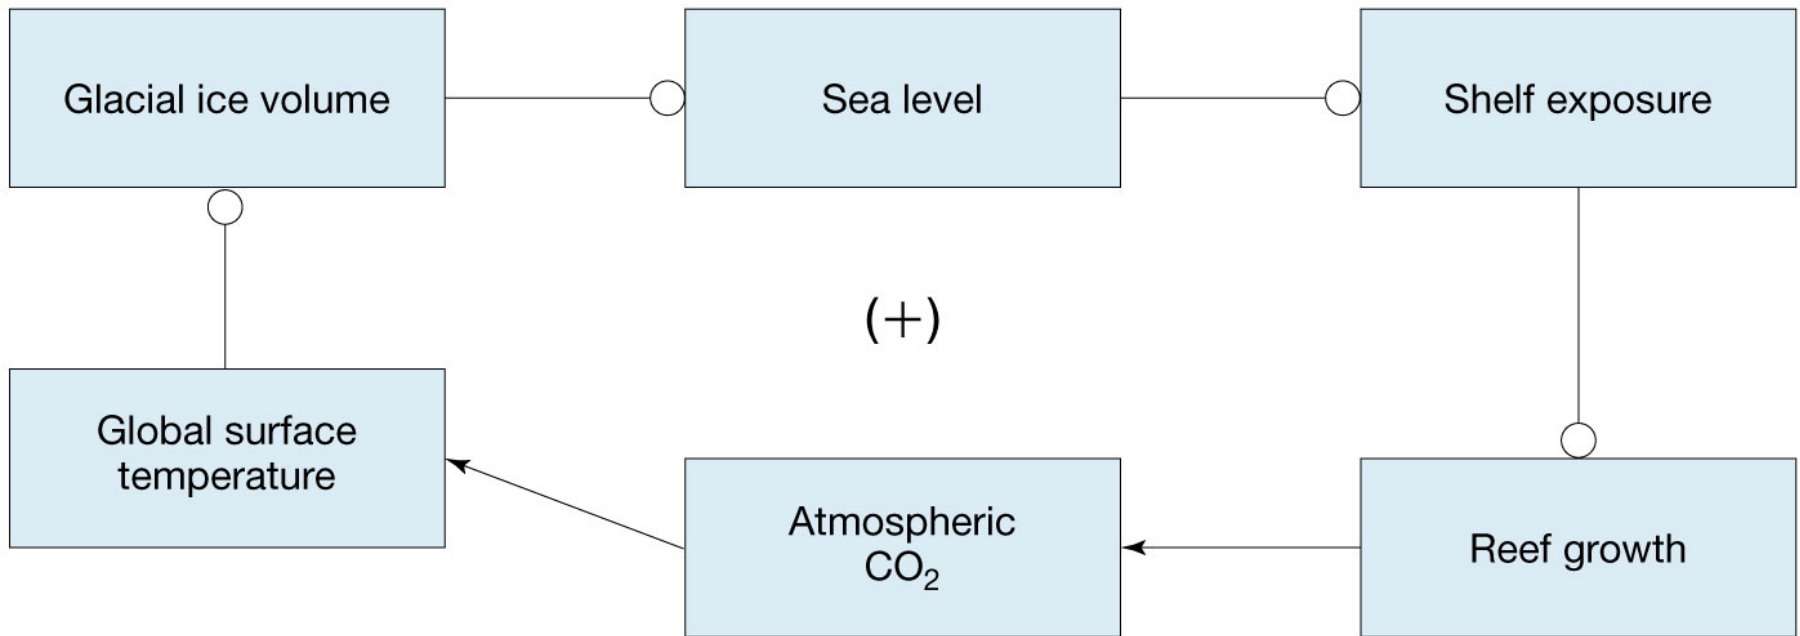 Glacial ice volume
Sea level
Shelf exposure
(+)
Global surface
temperature
Atmospheric
CO₂
Reef growth